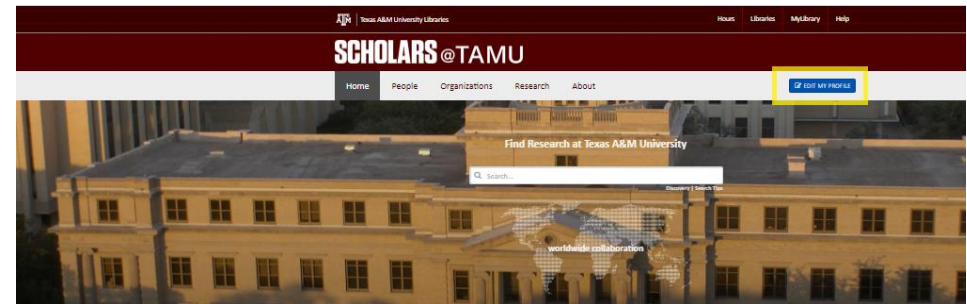 ĀM | Texas A&M University Libraries Hours Libraries MyLibrary Help
SCHOLARS @TAMU
Home People Organizations Research About EDIT MY PROFILE
Find Research at Texas A&M University
Search...
Discovery | Search Tips
worldwide collaboration